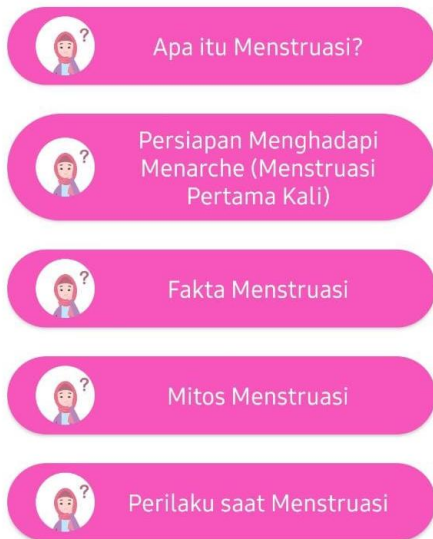 Apa itu Menstruasi?
Persiapan Menghadapi
Menarche (Menstruasi
Pertama Kali)
Fakta Menstruasi
Mitos Menstruasi
Perilaku saat Menstruasi